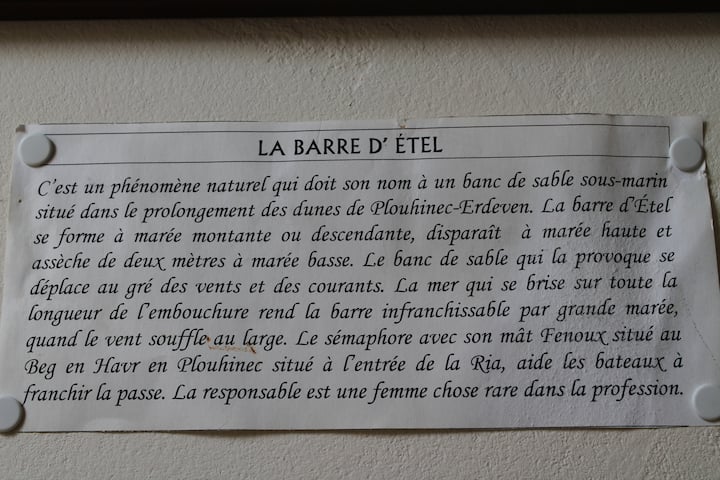 LA BARRE D' ÉTEL
C'est un phénomène naturel qui doit son nom à un banc de sable sous-marin
situé dans le prolongement des dunes de Plouhinec-Erdeven. La barre d'Étel
se forme à marée montante ou descendante, disparaît à marée haute et
assèche de deux mètres à marée basse. Le banc de sable qui la provoque se
déplace au gré des vents et des courants. La mer qui se brise sur toute la
longueur de l'embouchure rend la barre infranchissable par grande marée,
quand le vent souffle au large. Le sémaphore avec son mât Fenoux situé au
Beg en Havr en Plouhinec situé à l'entrée de la Ria, aide les bateaux à
franchir la passe. La responsable est une femme chose rare dans la profession.